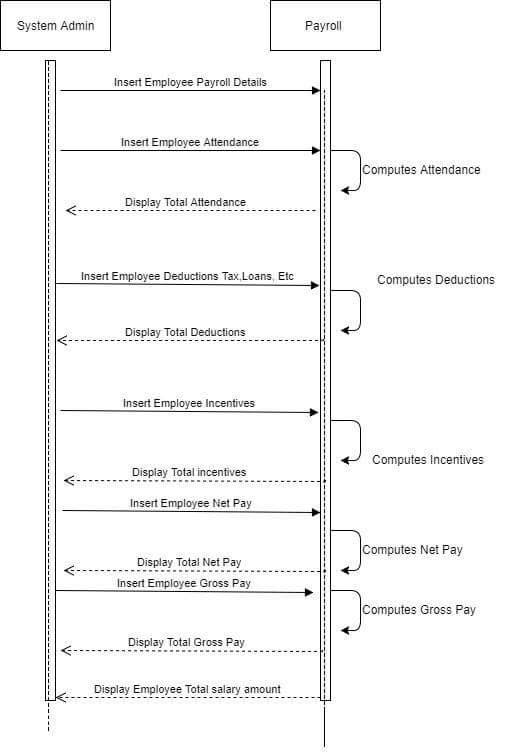 System Admin
Payroll
Insert Employee Payroll Details
Insert Employee Attendance
Computes Attendance
Display Total Attendance
Insert Employee Deductions Tax,Loans, Etc
Computes Deductions
Display Total Deductions
Insert Employee Incentives
Computes Incentives
Display Total incentives
Insert Employee Net Pay
Computes Net Pay
Display Total Net Pay
Insert Employee Gross Pay
Computes Gross Pay
Display Total Gross Pay
Display Employee Total salary amount